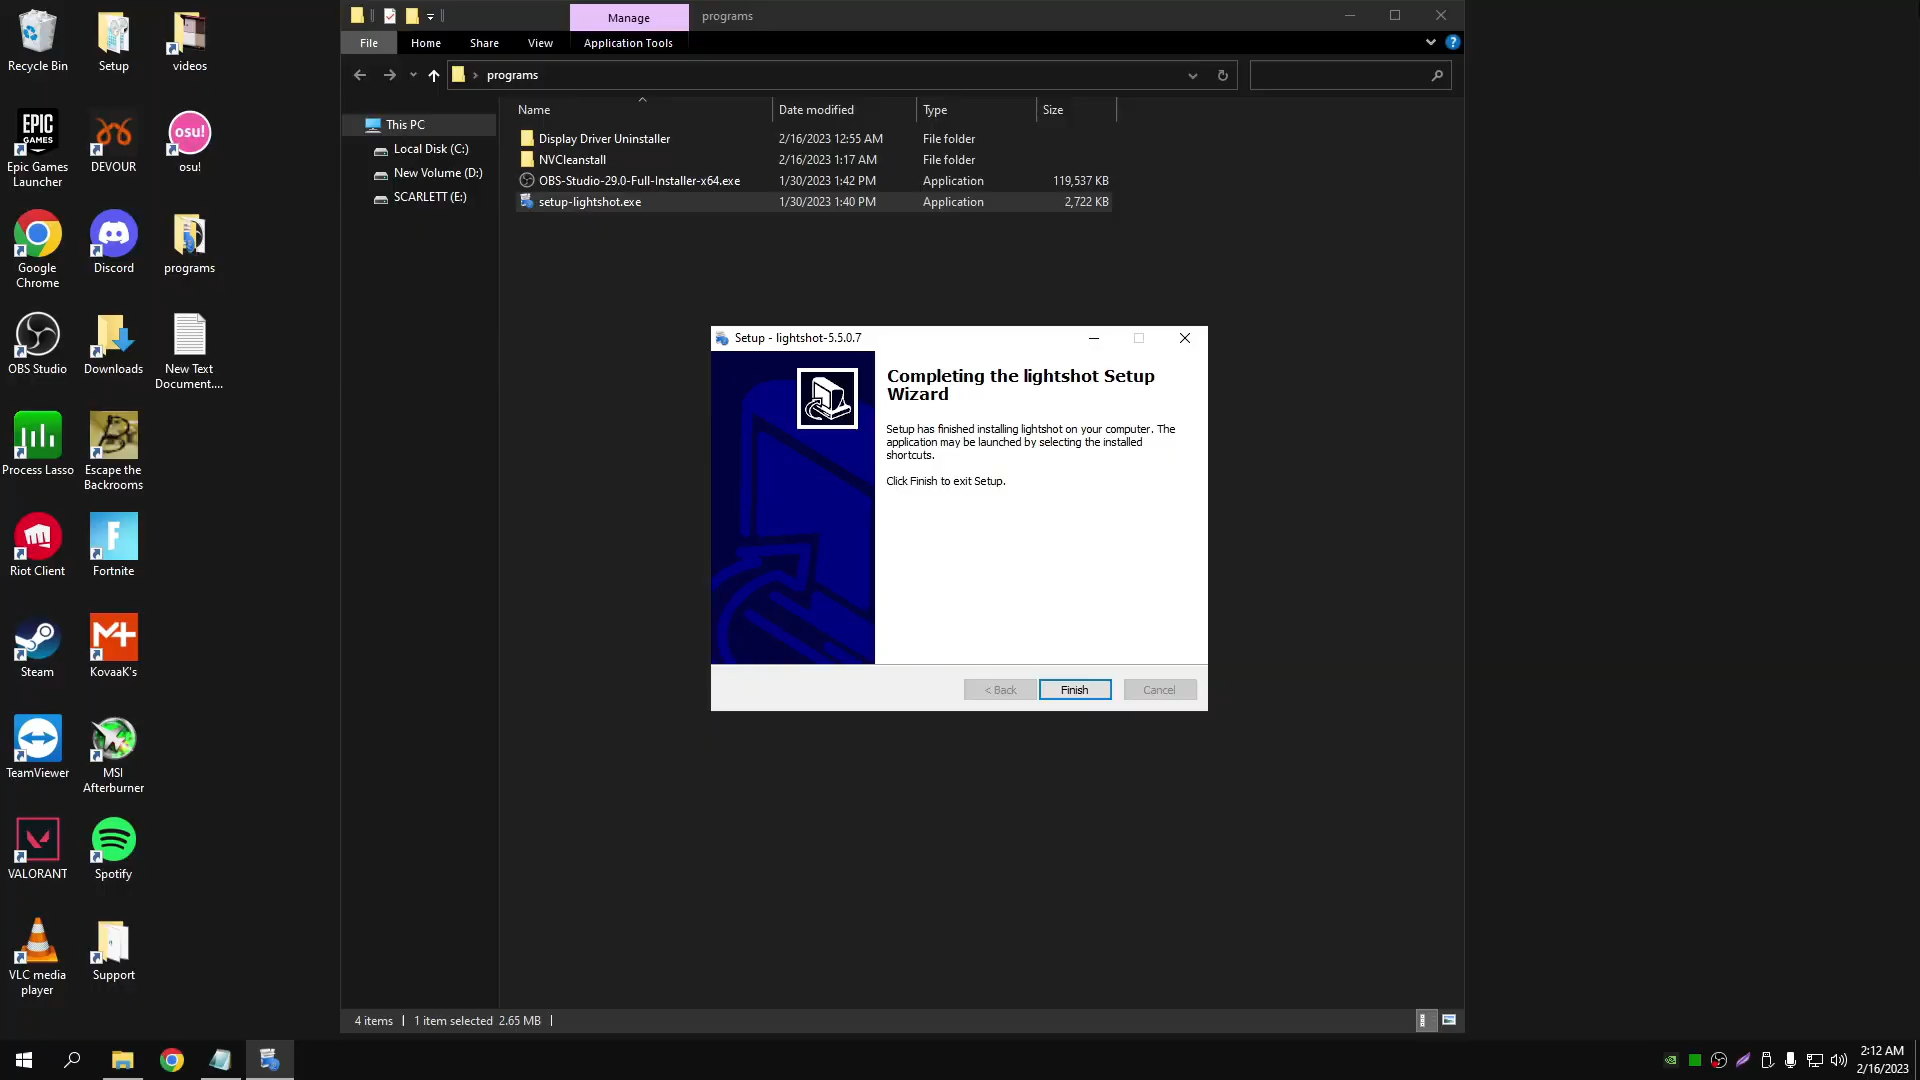 Manage
programs
File
Home
Share
View
Application Tools
programs
Name
Date modified
Type
Size
This PC
Local Disk (C:)
New Volume (D:)
SCARLETT (E:)
Display Driver Uninstaller
2/16/2023 12:55 AM
File folder
NVCleanstall
2/16/2023 1:17 AM
File folder
OBS-Studio-29.0-Full-Installer-x64.exe
1/30/2023 1:42 PM
Application
119,537 KB
setup-lightshot.exe
1/30/2023 1:40 PM
Application
2,722 KB
Setup - lightshot-5.5.0.7
Completing the lightshot Setup
Wizard
Setup has finished installing lightshot on your computer. The
application may be launched by selecting the installed
shortcuts.
Click Finish to exit Setup.
< Back
Finish
Cancel
4 items
1 item selected 2.65 MB
Recycle Bin
Setup
videos
EPIC
GAMES
Epic Games
Launcher
DEVOUR
osu!
osu!
Google
Chrome
Discord
programs
OBS Studio
Downloads
New Text
Document....
Process Lasso
Escape the
Backrooms
Riot Client
F
Fortnite
Steam
KovaaK's
TeamViewer
MSI
Afterburner
VALORANT
Spotify
VLC media
player
Support
2:12 AM
2/16/2023